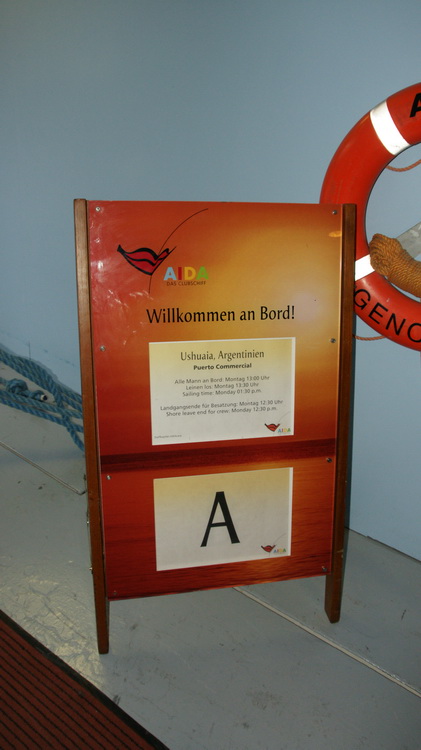 A
GENO
AIDA
DAS CLUBSCHIFF
Willkommen an Bord!
Ushuaia, Argentinien
Puerto Commercial
Alle Mann an Bord: Montag 13:00 Uhr
Leinen los: Montag 13:30 Uhr
Sailing time: Monday 01:30 p.m.
Landgangsende für Besatzung: Montag 12:30 Uhr
Shore leave end for crew: Monday 12:30 p.m.
AIDA
A
AIDA